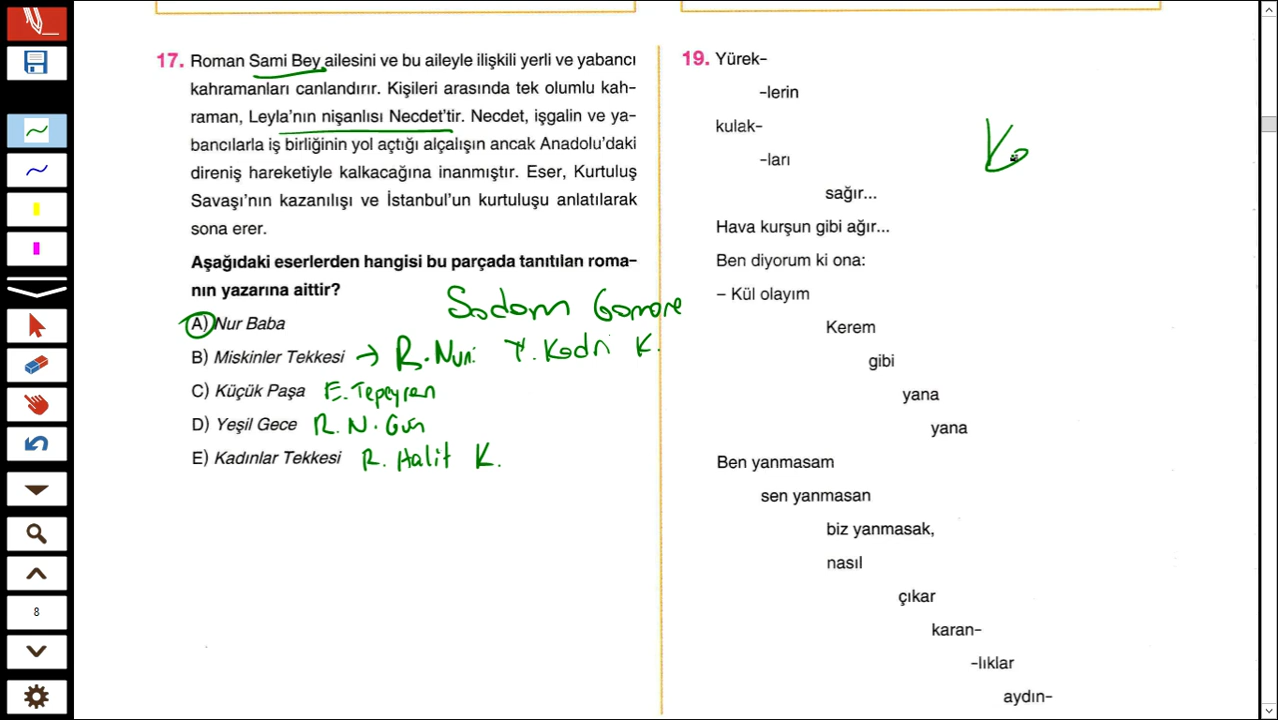 17. Roman Sami Bey ailesini ve bu aileyle ilişkili yerli ve yabancı
kahramanları canlandırır. Kişileri arasında tek olumlu kah-
raman, Leyla'nın nişanlısı Necdet'tir. Necdet, işgalin ve ya-
bancılarla iş birliğinin yol açtığı alçalışın ancak Anadolu'daki
direniş hareketiyle kalkacağına inanmıştır. Eser, Kurtuluş
Savaşı'nın kazanılışı ve İstanbul'un kurtuluşu anlatılarak
sona erer.
Aşağıdaki eserlerden hangisi bu parçada tanıtılan roma-
nın yazarına aittir?
Sodom Gomore
A) Nur Baba
B) Miskinler Tekkesi → R. Nuri Y. Kadri K.
C) Küçük Paşa E. Tepeyran
D) Yeşil Gece R. N. Gün
E) Kadınlar Tekkesi R. Halit K.
19. Yürek-
-lerin
kulak-
-ları
sağır...
Hava kurşun gibi ağır...
Ben diyorum ki ona:
– Kül olayım
Kerem
gibi
yana
yana
Ben yanmasam
sen yanmasan
biz yanmasak,
nasıl
çıkar
karan-
-lıklar
aydın-
8